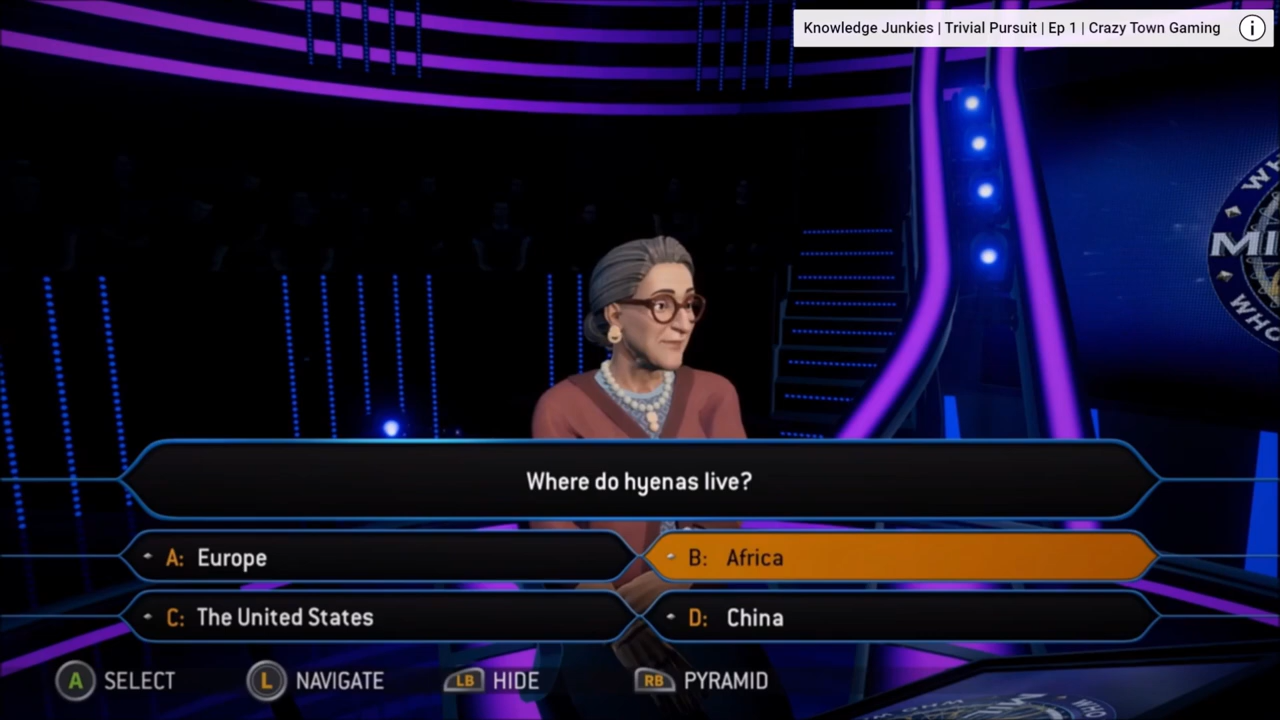 Knowledge Junkies | Trivial Pursuit | Ep 1 | Crazy Town Gaming
Where do hyenas live?
A: Europe
B: Africa
C: The United States
D: China
A SELECT
L NAVIGATE
LB HIDE
RB PYRAMID